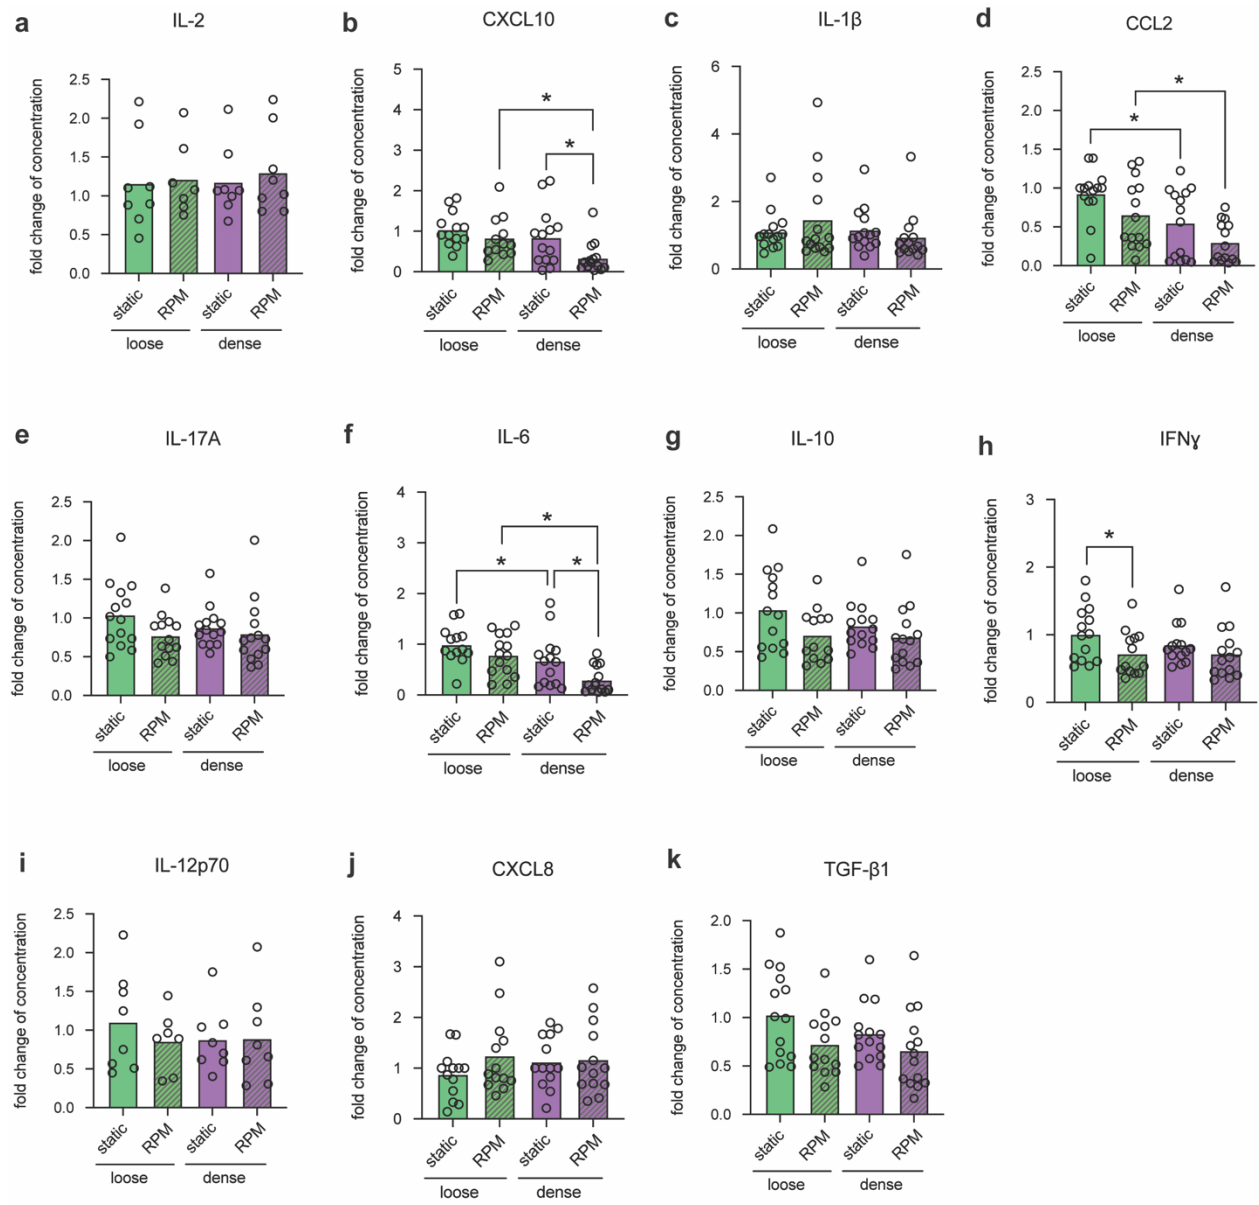 a IL-2
fold change of concentration
2.5
2.0
1.5
1.0
0.5
0.0
static RPM static RPM
loose dense
b CXCL10
fold change of concentration
5
4
3
2
1
0
*
*
static RPM static RPM
loose dense
c IL-1β
fold change of concentration
6
4
2
0
static RPM static RPM
loose dense
d CCL2
fold change of concentration
2.5
2.0
1.5
1.0
0.5
0.0
*
*
static RPM static RPM
loose dense
e IL-17A
fold change of concentration
2.5
2.0
1.5
1.0
0.5
0.0
static RPM static RPM
loose dense
f IL-6
fold change of concentration
4
3
2
1
0
*
* *
static RPM static RPM
loose dense
g IL-10
fold change of concentration
2.5
2.0
1.5
1.0
0.5
0.0
static RPM static RPM
loose dense
h IFNɣ
fold change of concentration
3
2
1
0
*
static RPM static RPM
loose dense
i IL-12p70
fold change of concentration
2.5
2.0
1.5
1.0
0.5
0.0
static RPM static RPM
loose dense
j CXCL8
fold change of concentration
4
3
2
1
0
static RPM static RPM
loose dense
k TGF-β1
fold change of concentration
2.0
1.5
1.0
0.5
0.0
static RPM static RPM
loose dense